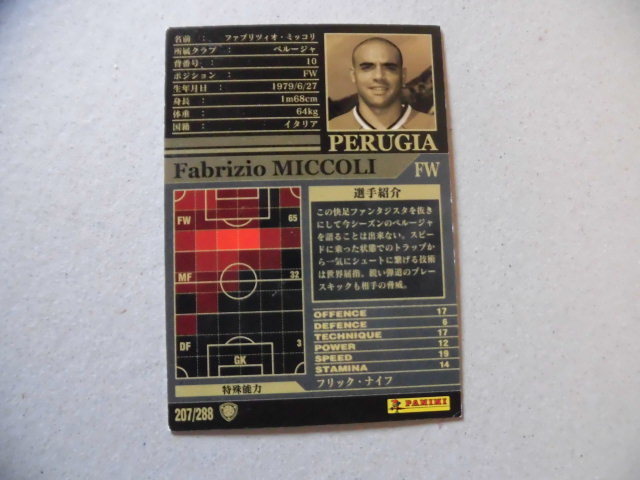 名前 : ファブリツィオ・ミッコリ
所属クラブ : ペルージャ
背番号 : 10
ポジション : FW
生年月日 : 1979/6/27
身長 : 1m68cm
体重 : 64kg
国籍 : イタリア
PERUGIA
Fabrizio MICCOLI
FW
FW 65
MF 32
DF 3
GK
選手紹介
この快足ファンタジスタを抜き
にして今シーズンのペルージャ
を語ることは出来ない。スピー
ドに乗った状態でのトラップか
ら一気にシュートに繋げる技術
は世界屈指。鋭い弾道のプレー
スキックも相手の脅威。
OFFENCE 17
DEFENCE 6
TECHNIQUE 17
POWER 12
SPEED 19
STAMINA 14
特殊能力 フリック・ナイフ
207/288
PANINI